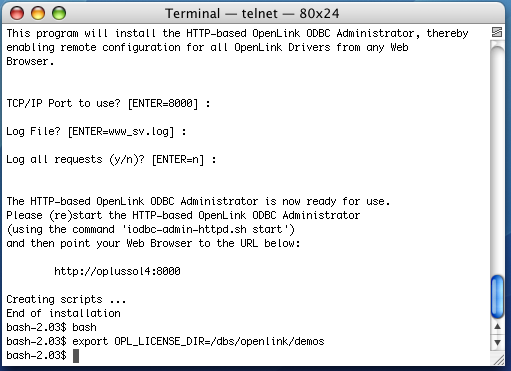 Terminal — telnet — 80x24
This program will install the HTTP-based OpenLink ODBC Administrator, thereby
enabling remote configuration for all OpenLink Drivers from any Web
Browser.
TCP/IP Port to use? [ENTER=8000] :
Log File? [ENTER=www_sv.log] :
Log all requests (y/n)? [ENTER=n] :
The HTTP-based OpenLink ODBC Administrator is now ready for use.
Please (re)start the HTTP-based OpenLink ODBC Administrator
(using the command 'iodbc-admin-httpd.sh start')
and then point your Web Browser to the URL below:
http://oplussol4:8000
Creating scripts ...
End of installation
bash-2.03$ bash
bash-2.03$ export OPL_LICENSE_DIR=/dbs/openlink/demos
bash-2.03$